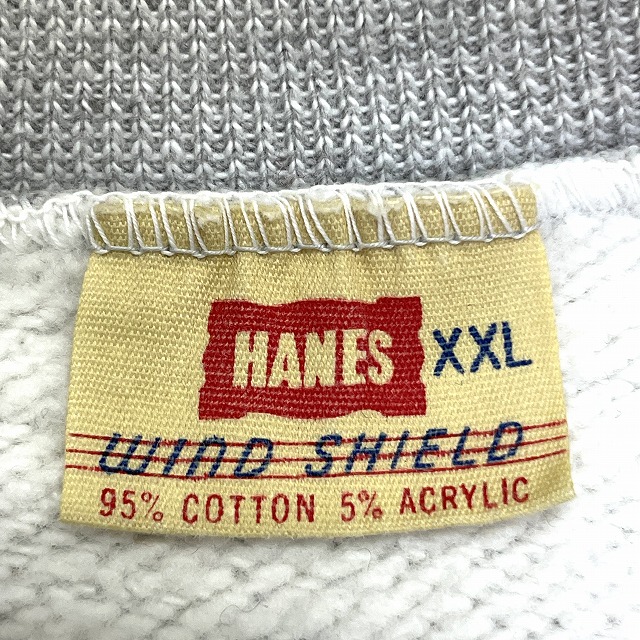 HANES XXL
WIND SHIELD
95% COTTON 5% ACRYLIC